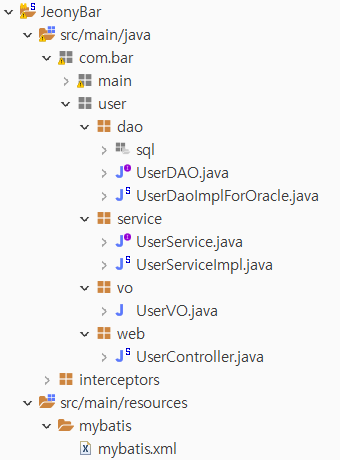 JeonyBar
src/main/java
com.bar
main
user
dao
sql
UserDAO.java
UserDaoImplForOracle.java
service
UserService.java
UserServiceImpl.java
vo
UserVO.java
web
UserController.java
interceptors
src/main/resources
mybatis
mybatis.xml